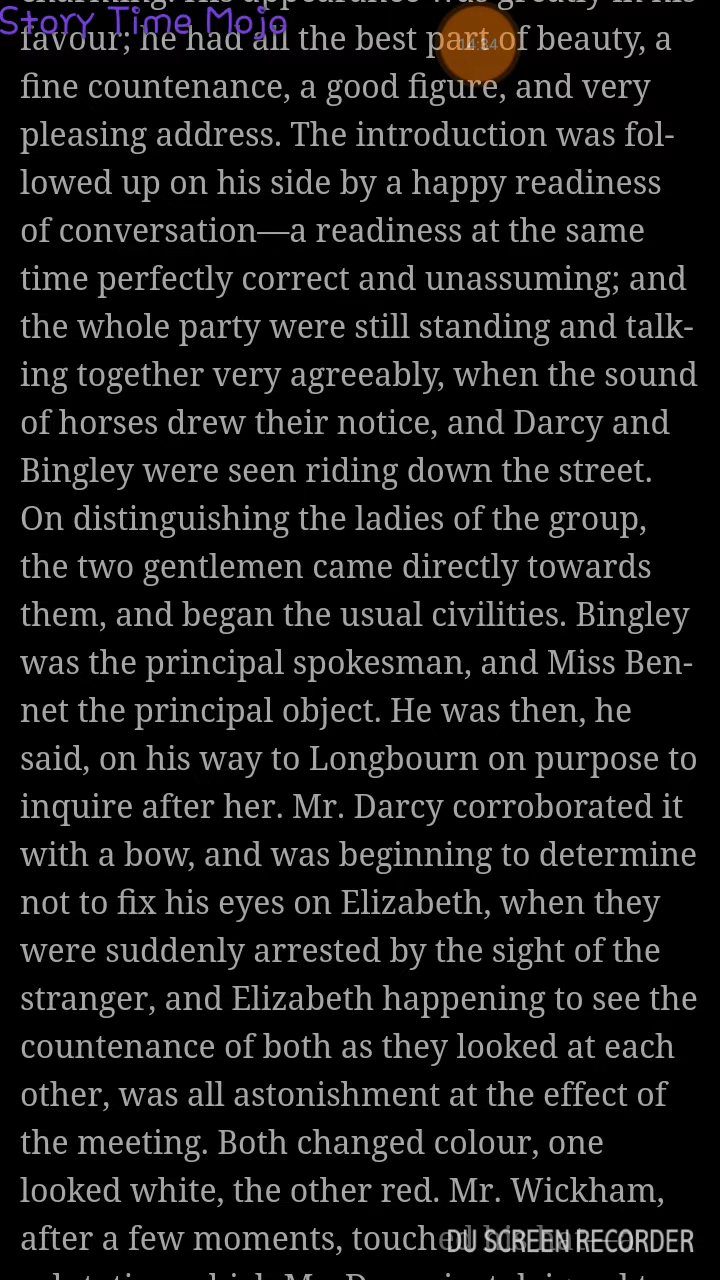 Story Time Mojo
favour; he had all the best part of beauty, a
fine countenance, a good figure, and very
pleasing address. The introduction was fol-
lowed up on his side by a happy readiness
of conversation—a readiness at the same
time perfectly correct and unassuming; and
the whole party were still standing and talk-
ing together very agreeably, when the sound
of horses drew their notice, and Darcy and
Bingley were seen riding down the street.
On distinguishing the ladies of the group,
the two gentlemen came directly towards
them, and began the usual civilities. Bingley
was the principal spokesman, and Miss Ben-
net the principal object. He was then, he
said, on his way to Longbourn on purpose to
inquire after her. Mr. Darcy corroborated it
with a bow, and was beginning to determine
not to fix his eyes on Elizabeth, when they
were suddenly arrested by the sight of the
stranger, and Elizabeth happening to see the
countenance of both as they looked at each
other, was all astonishment at the effect of
the meeting. Both changed colour, one
looked white, the other red. Mr. Wickham,
after a few moments, touched
DU SCREEN RECORDER